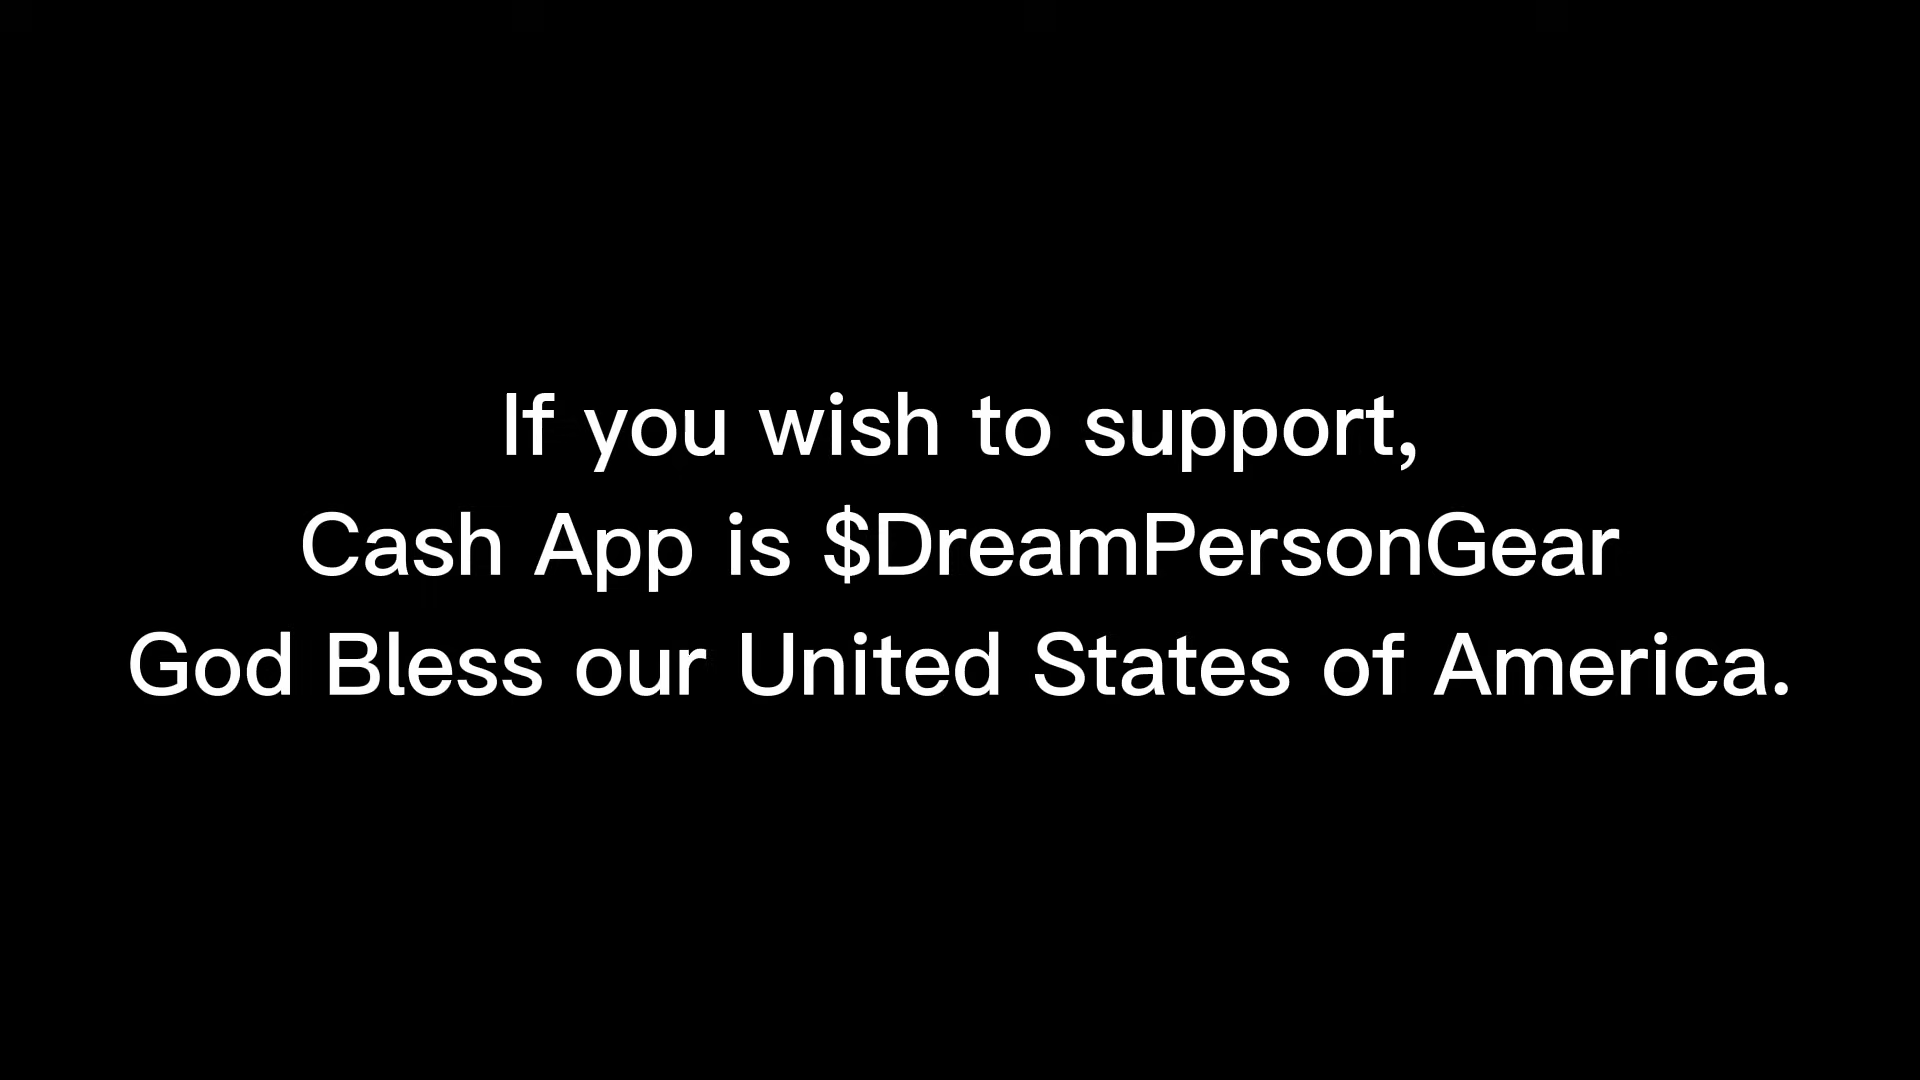 If you wish to support,
Cash App is $DreamPersonGear
God Bless our United States of America.